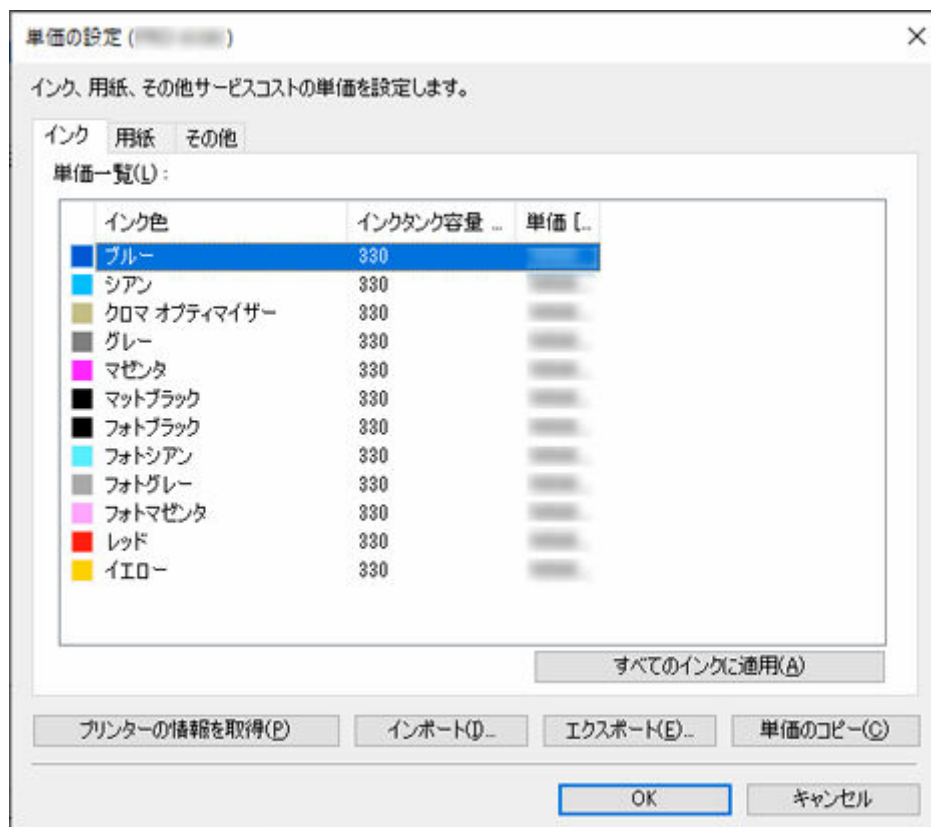 単価の設定 ( )
インク、用紙、その他サービスコストの単価を設定します。
インク 用紙 その他
単価一覧(L) :
インク色 インクタンク容量 ... 単価 [...
ブルー 330
シアン 330
クロマ オプティマイザー 330
グレー 330
マゼンタ 330
マットブラック 330
フォトブラック 330
フォトシアン 330
フォトグレー 330
フォトマゼンタ 330
レッド 330
イエロー 330
すべてのインクに適用(A)
プリンターの情報を取得(P) インポート(I)... エクスポート(E)... 単価のコピー(C)
OK キャンセル